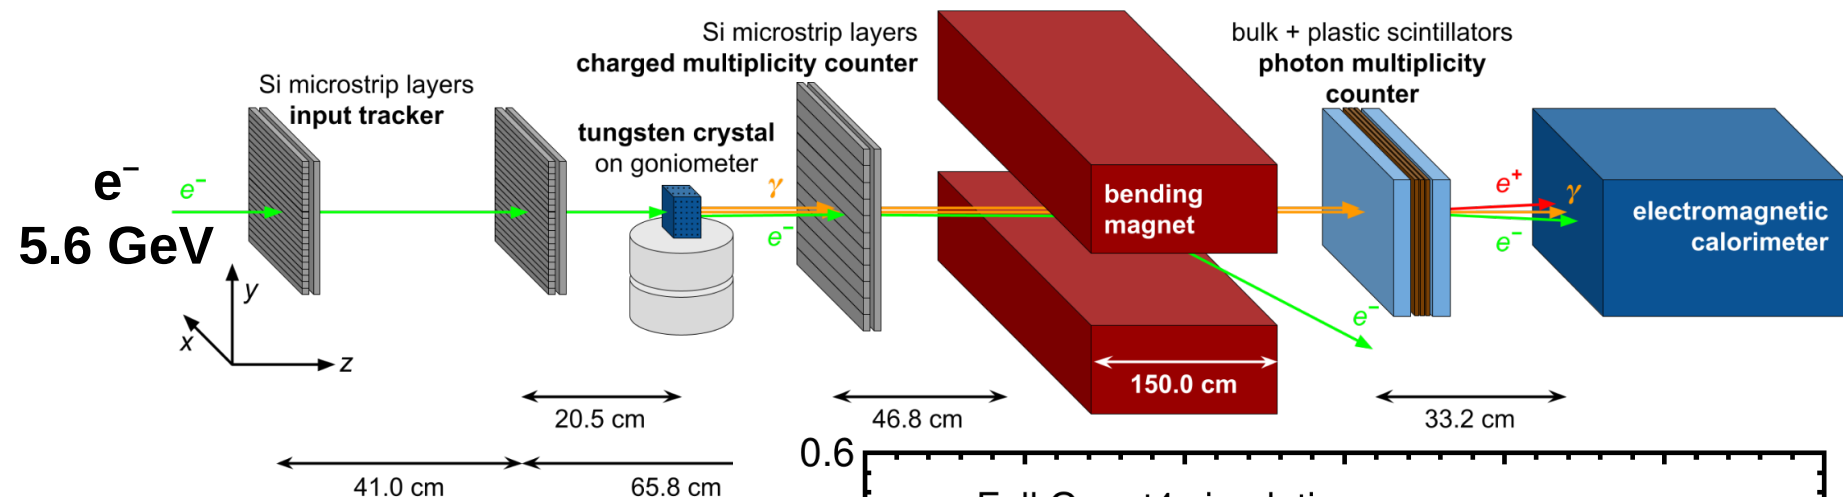 Si microstrip layers
input tracker
Si microstrip layers
charged multiplicity counter
tungsten crystal
on goniometer
bulk + plastic scintillators
photon multiplicity
counter
e⁻
5.6 GeV
e⁻
γ
e⁻
bending
magnet
150.0 cm
e⁻
e⁺
γ
e⁻
electromagnetic
calorimeter
y
x
z
20.5 cm
46.8 cm
33.2 cm
41.0 cm
65.8 cm
0.6